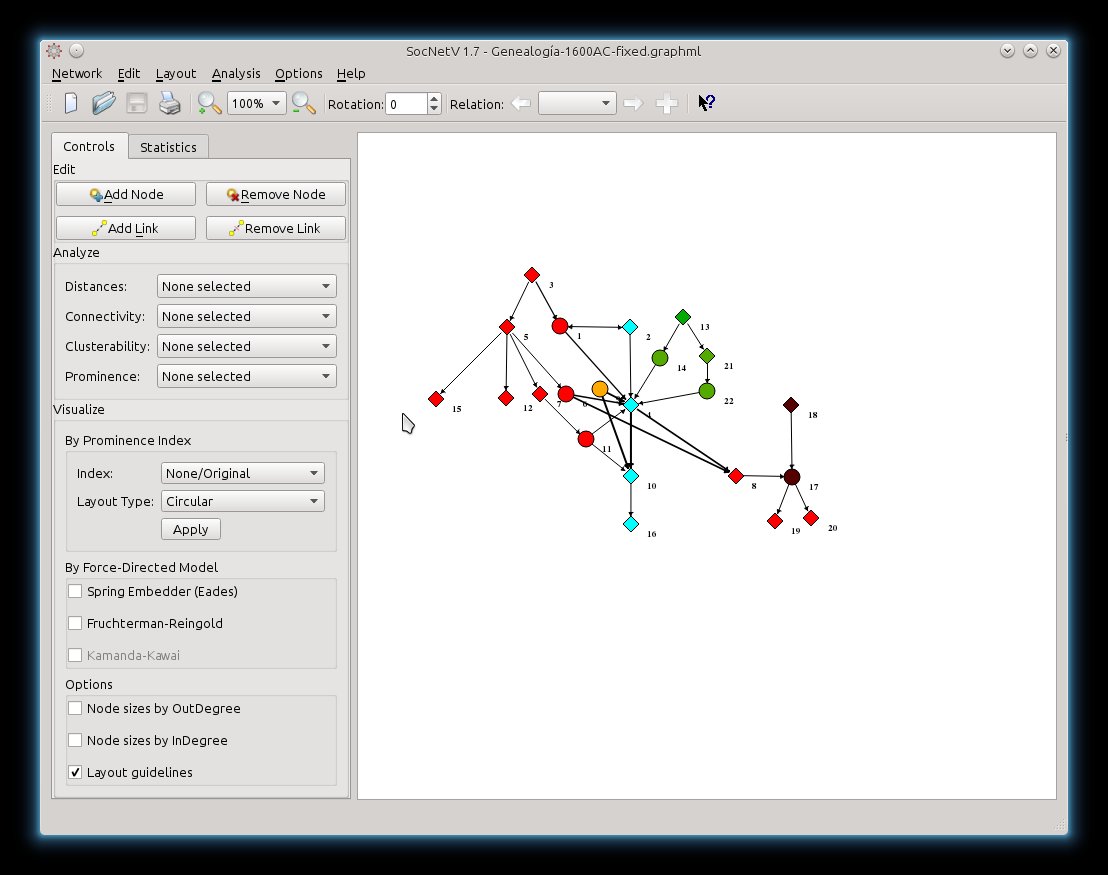 SocNetV 1.7 - Genealogía-1600AC-fixed.graphml
Network Edit Layout Analysis Options Help
100% Rotation: 0 Relation:
Controls Statistics
Edit
Add Node Remove Node
Add Link Remove Link
Analyze
Distances: None selected
Connectivity: None selected
Clusterability: None selected
Prominence: None selected
Visualize
By Prominence Index
Index: None/Original
Layout Type: Circular
Apply
By Force-Directed Model
Spring Embedder (Eades)
Fruchterman-Reingold
Kamanda-Kawai
Options
Node sizes by OutDegree
Node sizes by InDegree
Layout guidelines
3
13
5 1 2
14 21
15 12 7 6 4 22 18
11
10 8 17
16 19 20